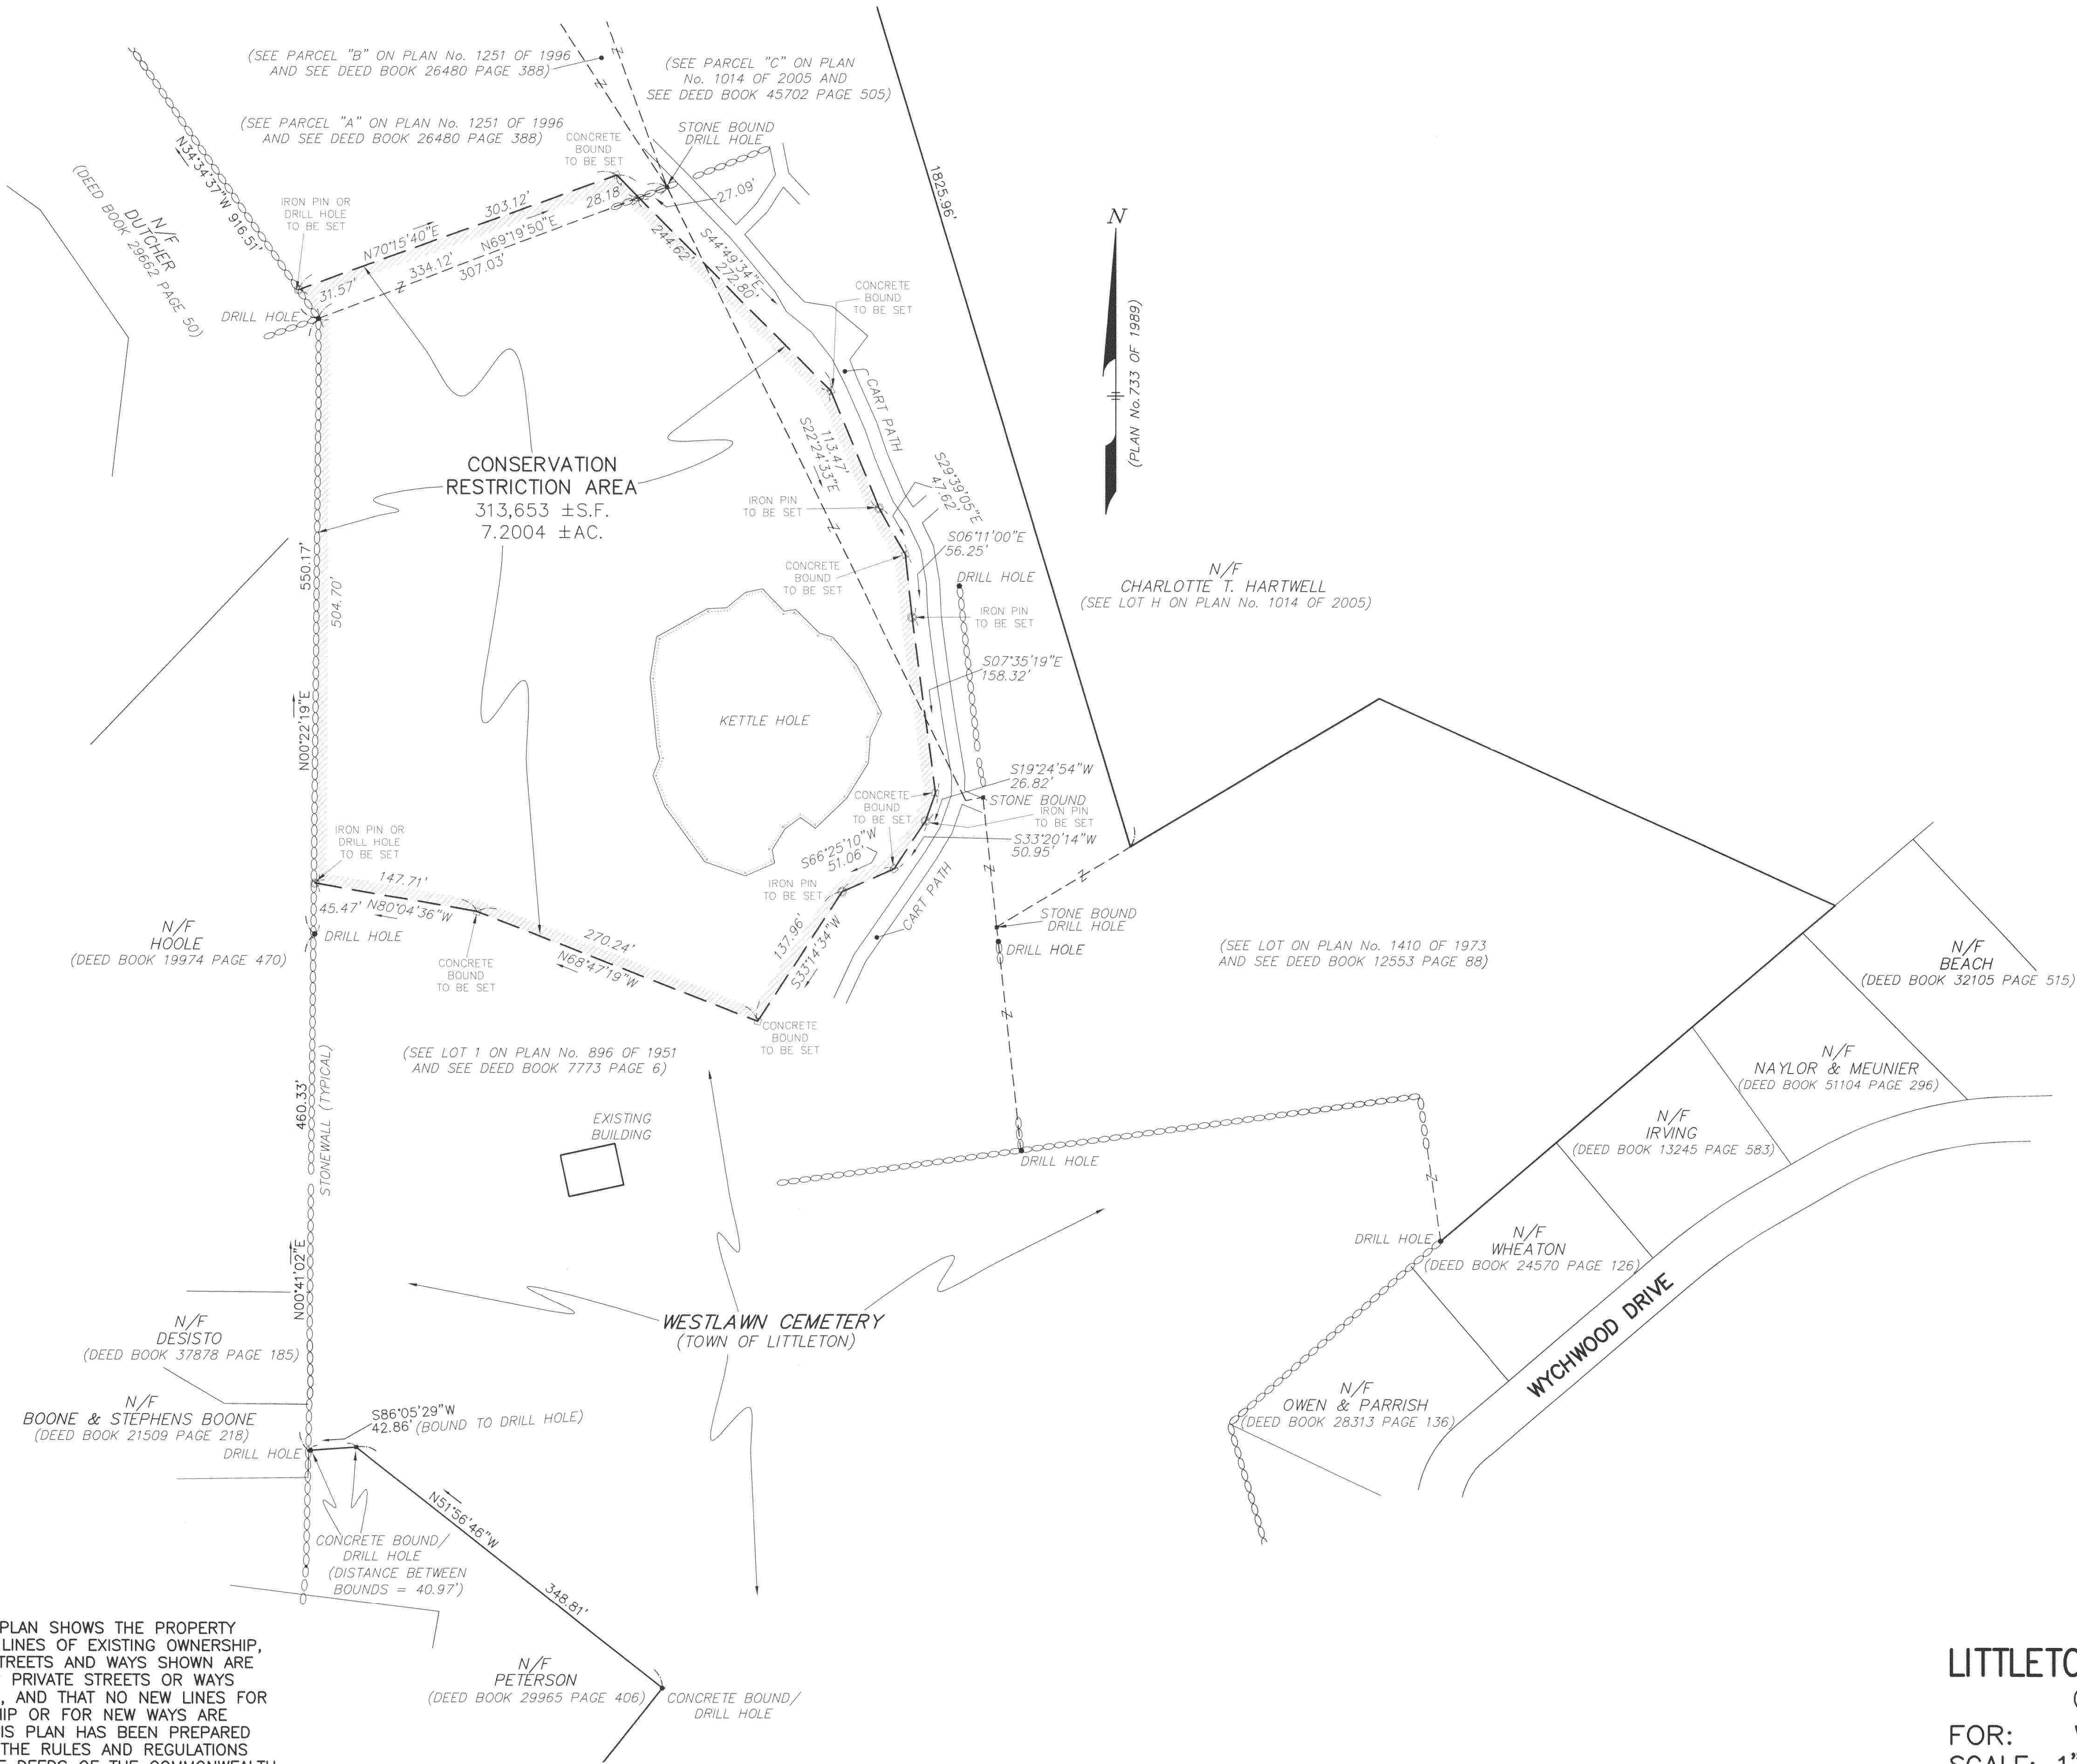 (SEE PARCEL "B" ON PLAN No. 1251 OF 1996
AND SEE DEED BOOK 26480 PAGE 388)
(SEE PARCEL "C" ON PLAN
No. 1014 OF 2005 AND
SEE DEED BOOK 45702 PAGE 505)
(SEE PARCEL "A" ON PLAN No. 1251 OF 1996
AND SEE DEED BOOK 26480 PAGE 388)
CONCRETE
BOUND
TO BE SET
STONE BOUND
DRILL HOLE
N34°34'37"W 916.51'
N/F
DUTCHER
(DEED BOOK 29662 PAGE 50)
IRON PIN OR
DRILL HOLE
TO BE SET
303.12'
28.18'
27.09'
1825.96'
N
(PLAN No.733 OF 1989)
N70°15'40"E
N69°19'50"E
334.12'
307.03'
31.57'
DRILL HOLE
244.62'
S44°49'34"E
272.80'
CONCRETE
BOUND
TO BE SET
CART PATH
CONSERVATION
RESTRICTION AREA
313,653 ±S.F.
7.2004 ±AC.
113.47'
S22°24'33"E
IRON PIN
TO BE SET
S29°39'05"E
47.62'
S06°11'00"E
56.25'
CONCRETE
BOUND
TO BE SET
DRILL HOLE
IRON PIN
TO BE SET
N/F
CHARLOTTE T. HARTWELL
(SEE LOT H ON PLAN No. 1014 OF 2005)
550.17'
504.70'
N00°22'19"E
S07°35'19"E
158.32'
KETTLE HOLE
S19°24'54"W
26.82'
STONE BOUND
IRON PIN
TO BE SET
CONCRETE
BOUND
TO BE SET
S33°20'14"W
50.95'
S66°25'10"W
51.06'
IRON PIN
TO BE SET
CART PATH
IRON PIN OR
DRILL HOLE
TO BE SET
147.71'
45.47'
N80°04'36"W
DRILL HOLE
CONCRETE
BOUND
TO BE SET
270.24'
N68°47'19"W
137.96'
S33°14'34"W
CONCRETE
BOUND
TO BE SET
STONE BOUND
DRILL HOLE
DRILL HOLE
N/F
HOOLE
(DEED BOOK 19974 PAGE 470)
(SEE LOT ON PLAN No. 1410 OF 1973
AND SEE DEED BOOK 12553 PAGE 88)
N/F
BEACH
(DEED BOOK 32105 PAGE 515)
(SEE LOT 1 ON PLAN No. 896 OF 1951
AND SEE DEED BOOK 7773 PAGE 6)
N/F
NAYLOR & MEUNIER
(DEED BOOK 51104 PAGE 296)
460.33'
STONEWALL (TYPICAL)
EXISTING
BUILDING
N/F
IRVING
(DEED BOOK 13245 PAGE 583)
DRILL HOLE
DRILL HOLE
N/F
WHEATON
(DEED BOOK 24570 PAGE 126)
N00°41'02"E
WYCHWOOD DRIVE
WESTLAWN CEMETERY
(TOWN OF LITTLETON)
N/F
DESISTO
(DEED BOOK 37878 PAGE 185)
N/F
OWEN & PARRISH
(DEED BOOK 28313 PAGE 136)
N/F
BOONE & STEPHENS BOONE
(DEED BOOK 21509 PAGE 218)
DRILL HOLE
S86°05'29"W
42.86' (BOUND TO DRILL HOLE)
N51°56'46"W
348.81'
CONCRETE BOUND/
DRILL HOLE
(DISTANCE BETWEEN
BOUNDS = 40.97')
N/F
PETERSON
(DEED BOOK 29965 PAGE 406)
CONCRETE BOUND/
DRILL HOLE
PLAN SHOWS THE PROPERTY
LINES OF EXISTING OWNERSHIP,
TREETS AND WAYS SHOWN ARE
PRIVATE STREETS OR WAYS
, AND THAT NO NEW LINES FOR
IP OR FOR NEW WAYS ARE
IS PLAN HAS BEEN PREPARED
THE RULES AND REGULATIONS
DEEDS OF THE COMMONWEALTH
LITTLETO
FOR:
SCALE: 1"